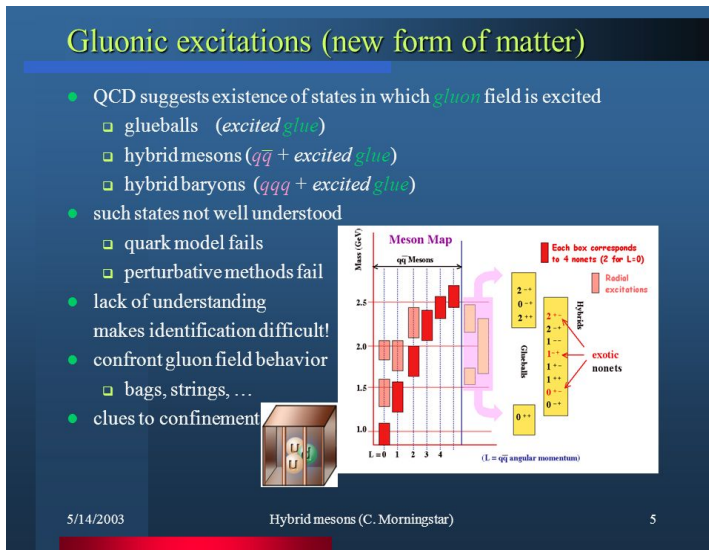 Gluonic excitations (new form of matter)
QCD suggests existence of states in which gluon field is excited
glueballs (excited glue)
hybrid mesons (qq̅ + excited glue)
hybrid baryons (qqq + excited glue)
such states not well understood
quark model fails
perturbative methods fail
lack of understanding
makes identification difficult!
confront gluon field behavior
bags, strings, …
clues to confinement
U
d
U
Meson Map
Mass (GeV)
qq̅ Mesons
2.5
2.0
1.5
1.0
L = 0 1 2 3 4
Each box corresponds
to 4 nonets (2 for L=0)
Radial
excitations
2 - +
0 - +
2 + +
Glueballs
0 + +
Hybrids
2 + -
2 - +
1 - -
1 - +
1 + -
1 + +
0 + -
0 - +
exotic
nonets
(L = qq̅ angular momentum)
5/14/2003
Hybrid mesons (C. Morningstar)
5